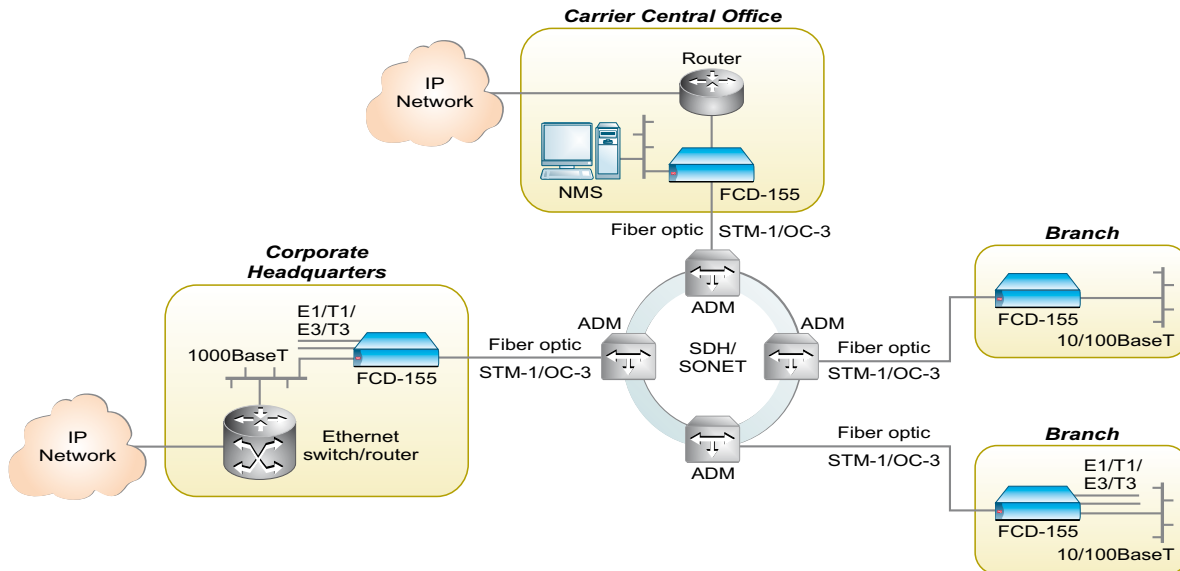 Carrier Central Office
IP
Network
Router
NMS
FCD-155
Fiber optic
STM-1/OC-3
Corporate
Headquarters
E1/T1/
E3/T3
1000BaseT
FCD-155
IP
Network
Ethernet
switch/router
Fiber optic
STM-1/OC-3
ADM
ADM
SDH/
SONET
ADM
ADM
Fiber optic
STM-1/OC-3
Branch
FCD-155
10/100BaseT
Fiber optic
STM-1/OC-3
Branch
E1/T1/
E3/T3
FCD-155
10/100BaseT